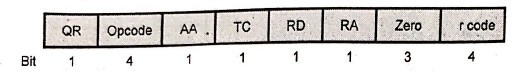 QR Opcode AA TC RD RA Zero r code
Bit 1 4 1 1 1 1 3 4